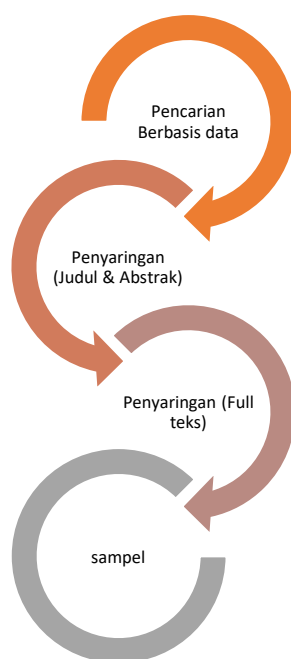 Pencarian
Berbasis data
Penyaringan
(Judul & Abstrak)
Penyaringan (Full
teks)
sampel